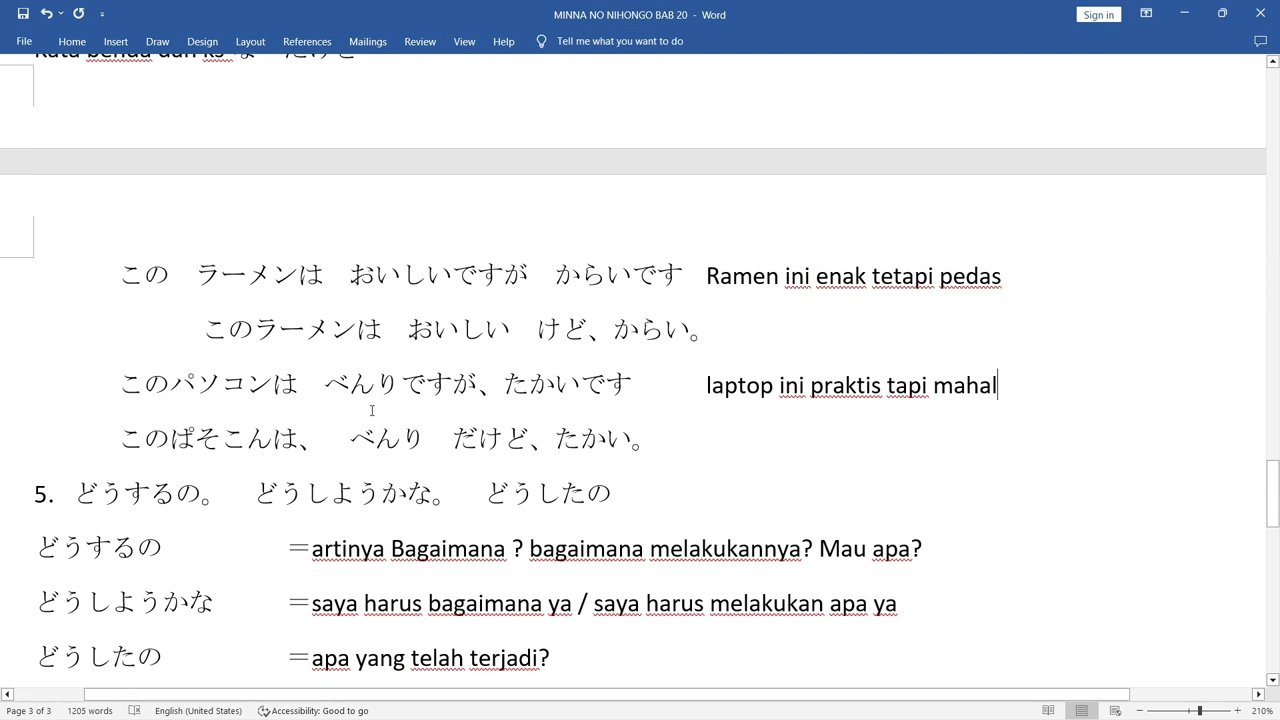 MINNA NO NIHONGO BAB 20 - Word
Sign in
File Home Insert Draw Design Layout References Mailings Review View Help Tell me what you want to do
Kata benda dan ks な だけど
この　ラーメンは　おいしいですが　からいです　Ramen ini enak tetapi pedas
このラーメンは　おいしい　けど、からい。
このパソコンは　べんりですが、たかいです　laptop ini praktis tapi mahal
このぱそこんは、　べんり　だけど、たかい。
5. どうするの。　どうしようかな。　どうしたの
どうするの　＝artinya Bagaimana ? bagaimana melakukannya? Mau apa?
どうしようかな　＝saya harus bagaimana ya / saya harus melakukan apa ya
どうしたの　＝apa yang telah terjadi?
Page 3 of 3 1205 words English (United States) Accessibility: Good to go 210%